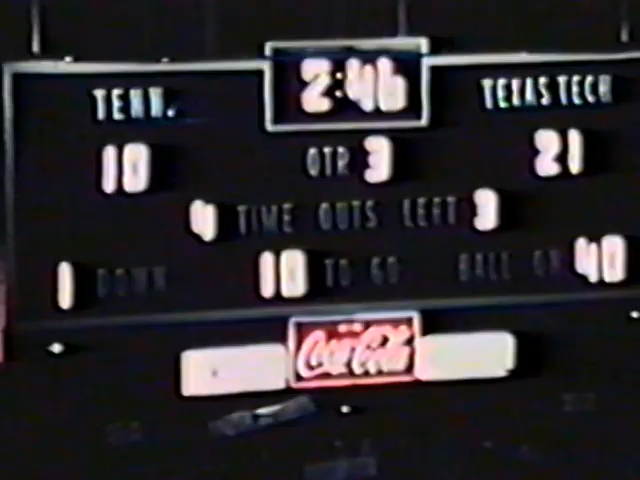 2:46
TENN. TEXAS TECH
10 QTR 3 21
4 TIME OUTS LEFT 3
1 DOWN 10 TO GO BALL ON 40
Coca-Cola